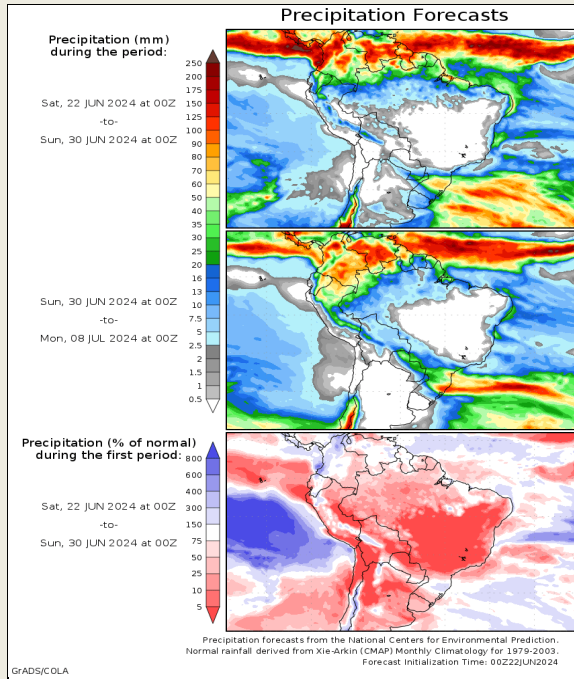 Precipitation Forecasts
Precipitation (mm)
during the period:
Sat, 22 JUN 2024 at 00Z
-to-
Sun, 30 JUN 2024 at 00Z
250
200
175
150
125
100
90
80
70
60
50
40
35
30
25
20
16
13
10
7.5
5
2.5
2
1
0.5
Sun, 30 JUN 2024 at 00Z
-to-
Mon, 08 JUL 2024 at 00Z
Precipitation (% of normal)
during the first period:
Sat, 22 JUN 2024 at 00Z
-to-
Sun, 30 JUN 2024 at 00Z
800
600
400
300
150
75
50
25
10
5
Precipitation forecasts from the National Centers for Environmental Prediction.
Normal rainfall derived from Xie-Arkin (CMAP) Monthly Climatology for 1979-2003.
Forecast Initialization Time: 00Z22JUN2024
GrADS/COLA